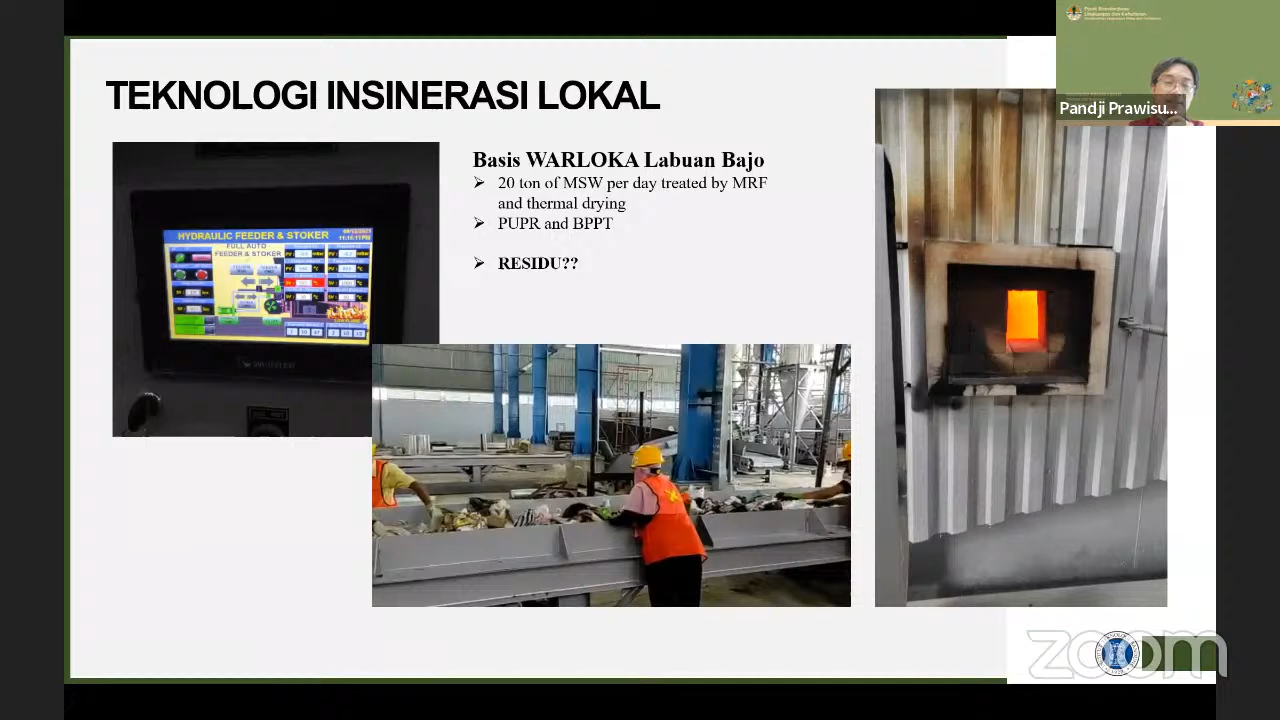 TEKNOLOGI INSINERASI LOKAL
Pandji Prawisu...
Basis WARLOKA Labuan Bajo
20 ton of MSW per day treated by MRF
and thermal drying
PUPR and BPPT
RESIDU??
HYDRAULIC FEEDER & STOKER
FULL AUTO
FEEDER & STOKER
zoom